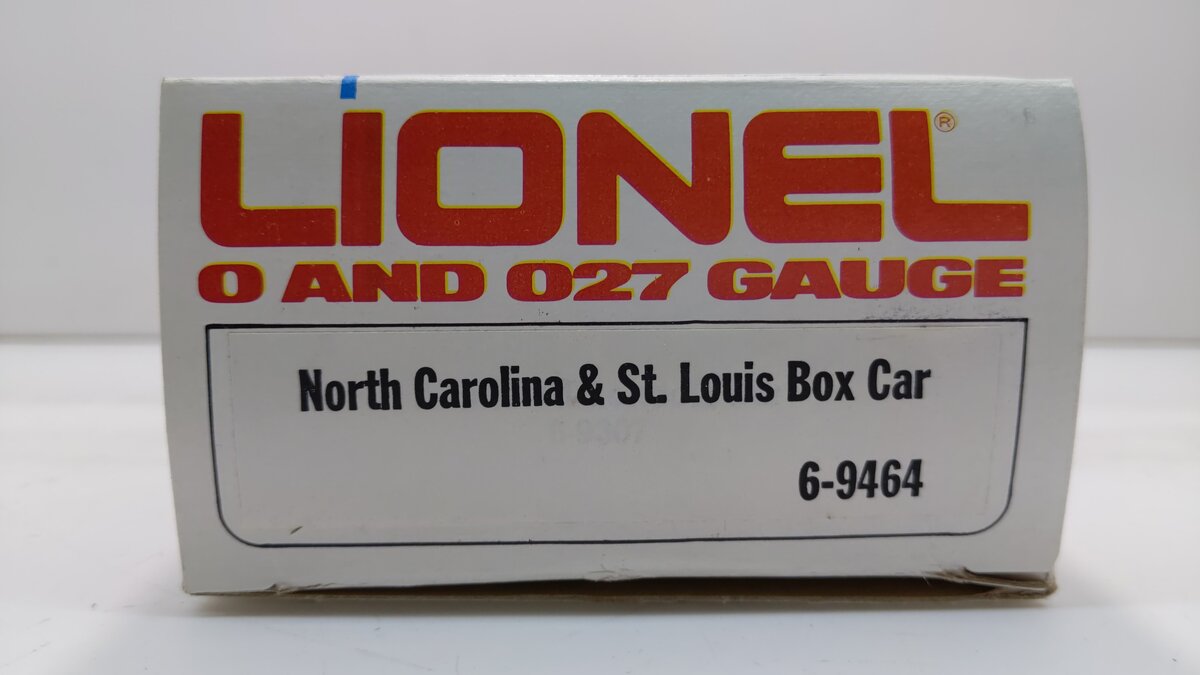 LIONEL®
O AND O27 GAUGE
North Carolina & St. Louis Box Car
6-9464